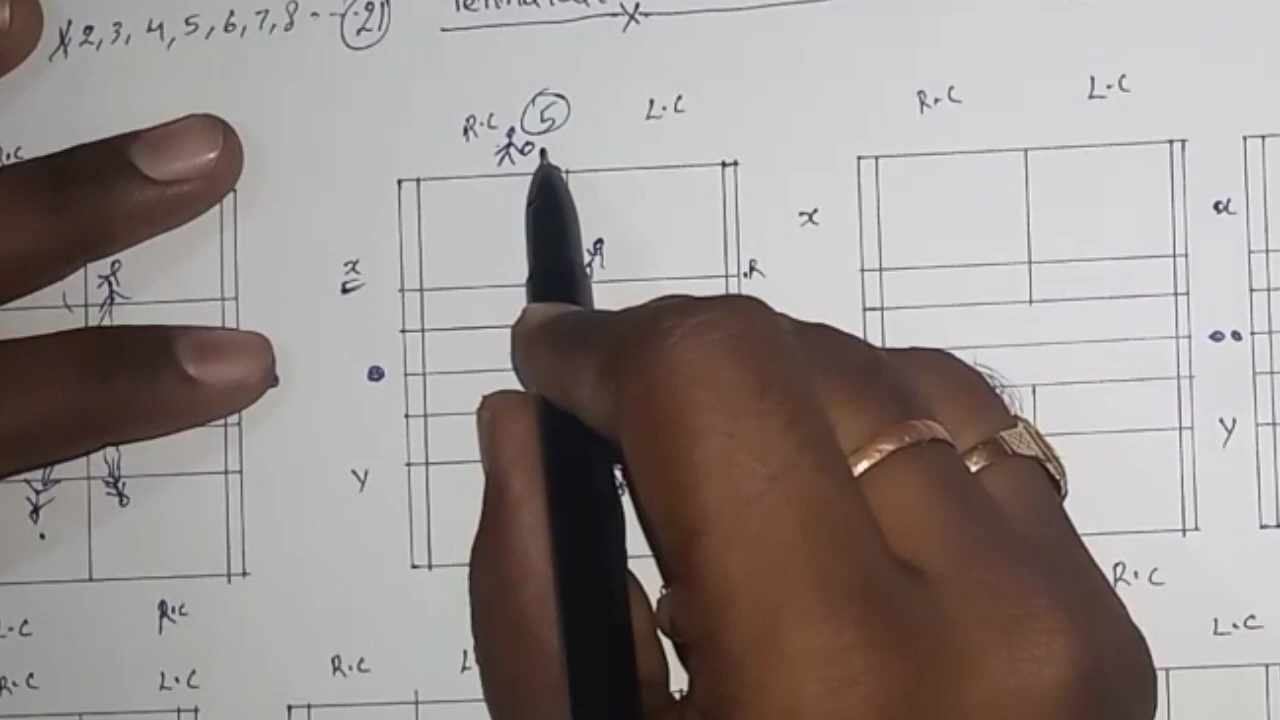 2, 3, 4, 5, 6, 7, 8 -- 21
X
R.C 5 L.C
R.C L.C
R.C
x .R
x
α
Y
Y
L.C R.C
R.C
L.C
R.C L.C
R.C L